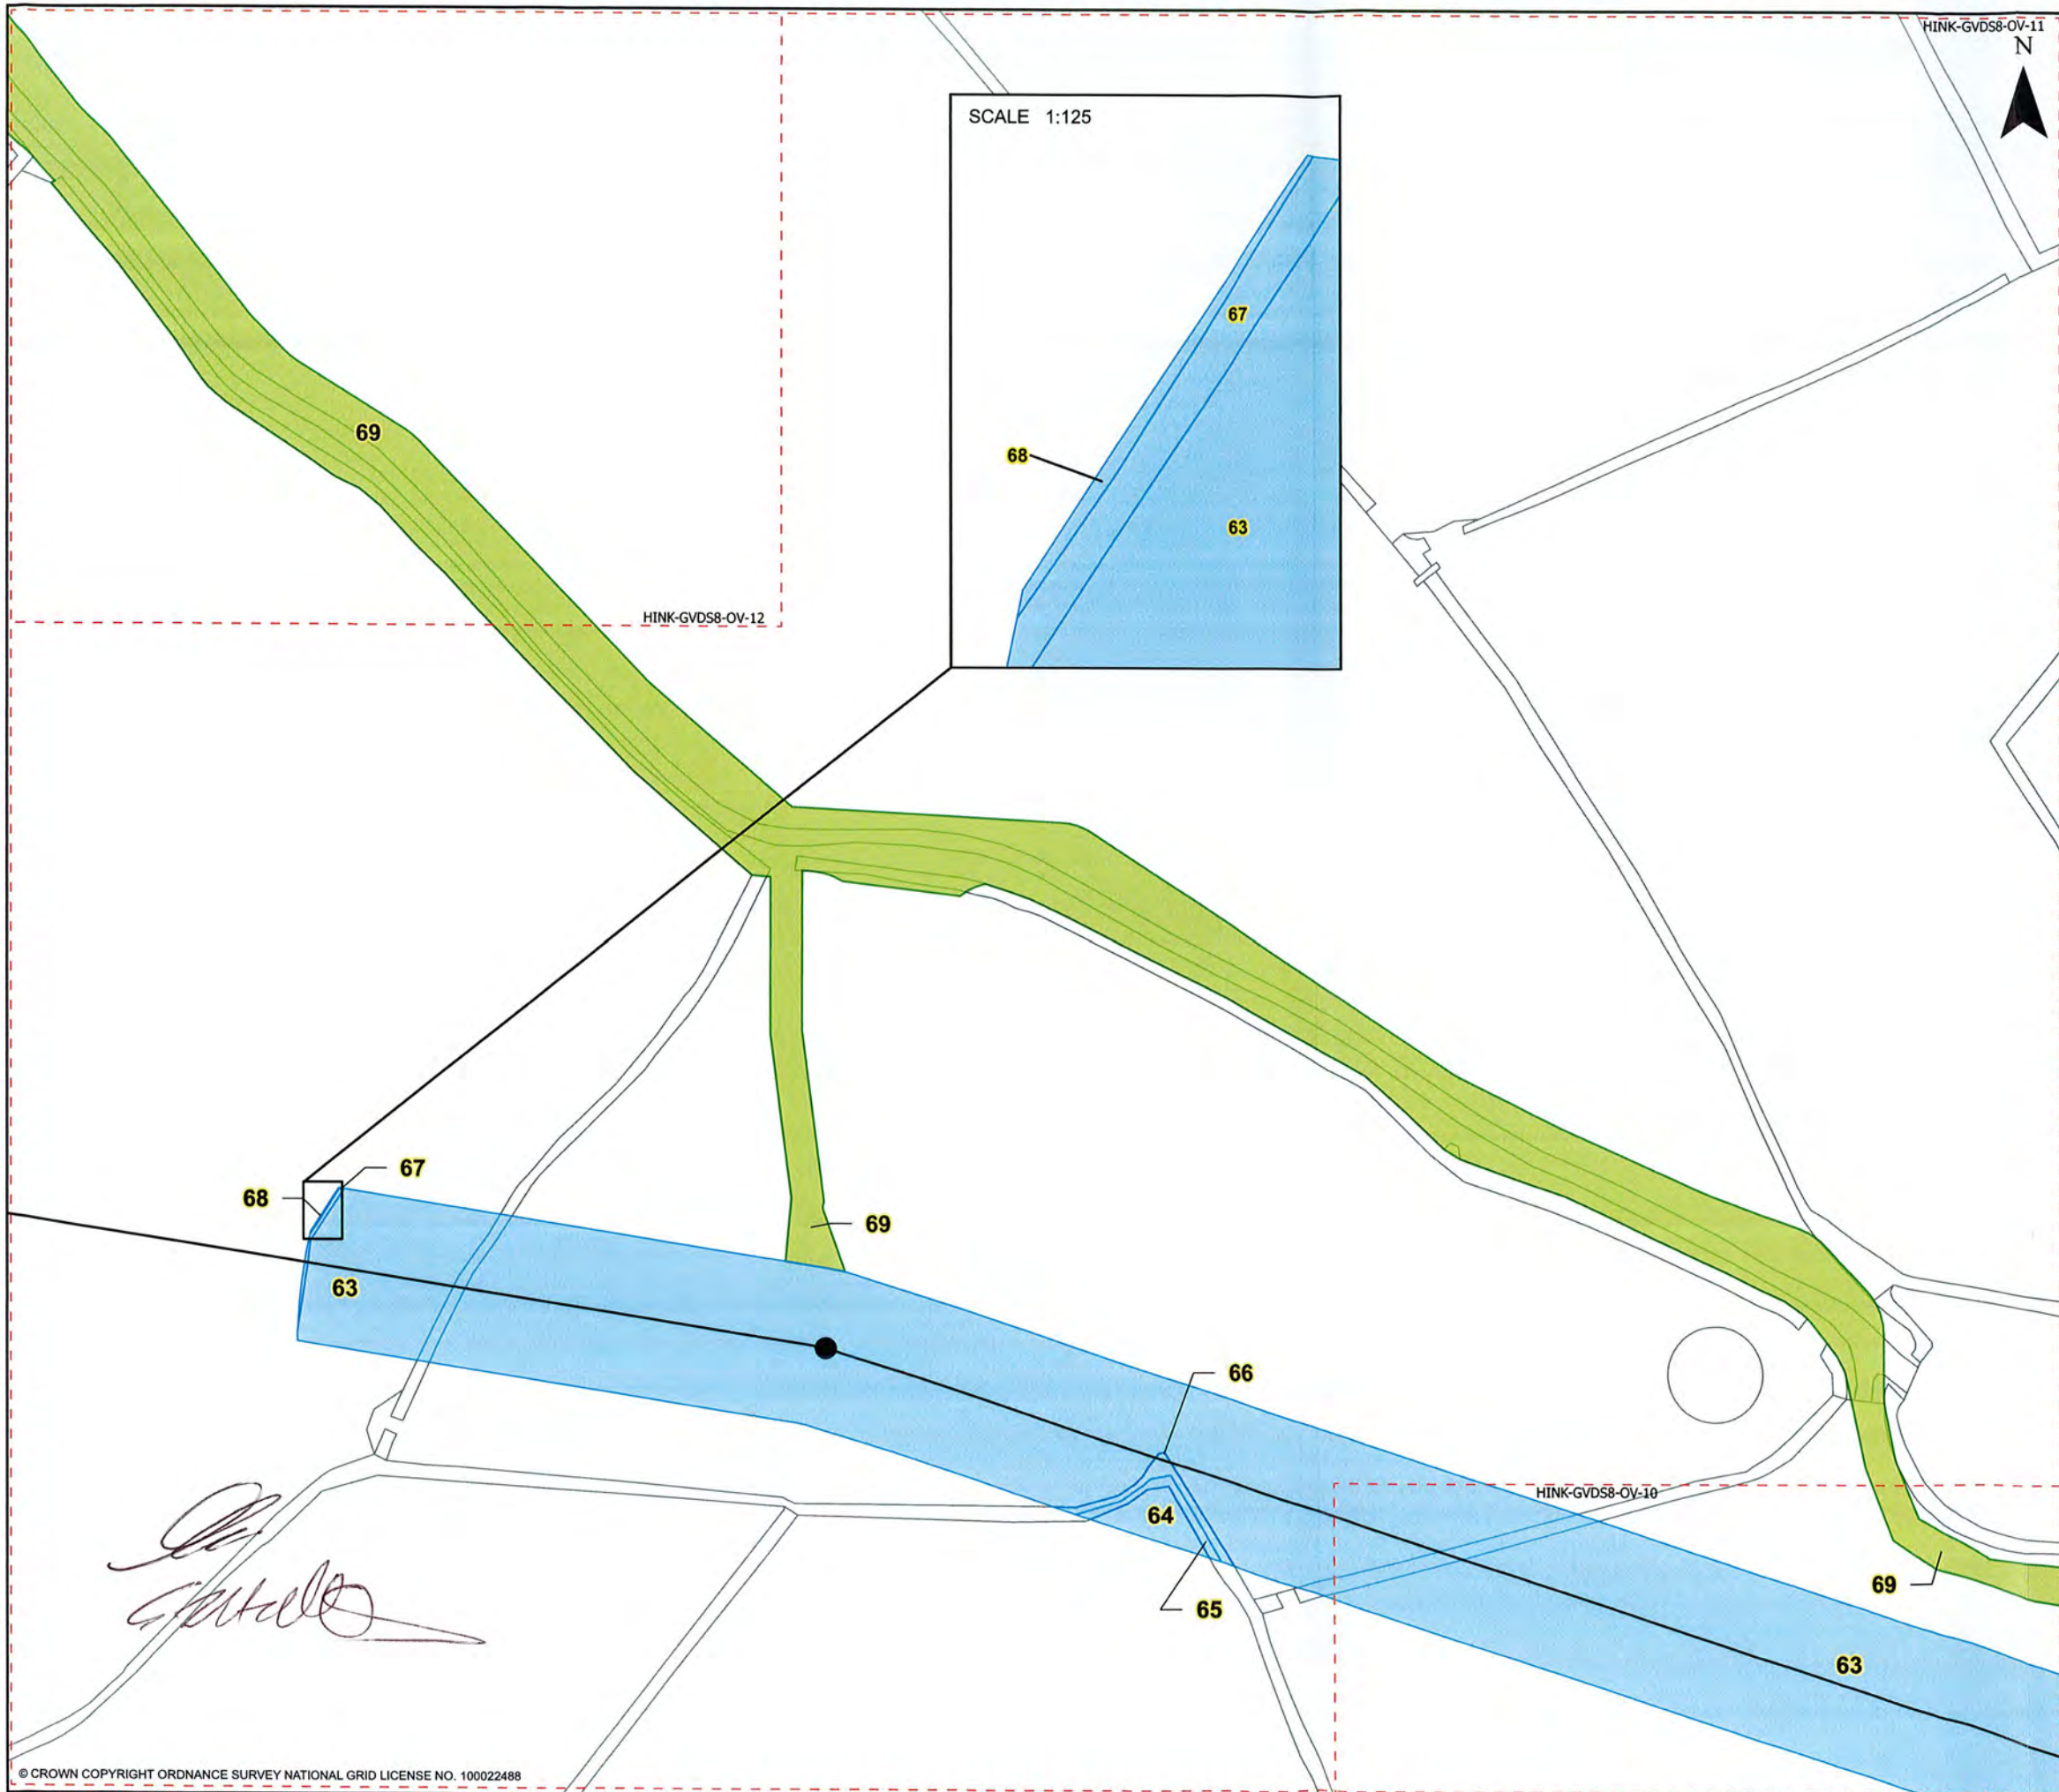 HINK-GVDS8-OV-11
N
SCALE 1:125
67
68
63
69
HINK-GVDS8-OV-12
67
68
69
63
66
HINK-GVDS8-OV-10
64
69
65
63
© CROWN COPYRIGHT ORDNANCE SURVEY NATIONAL GRID LICENSE NO. 100022488